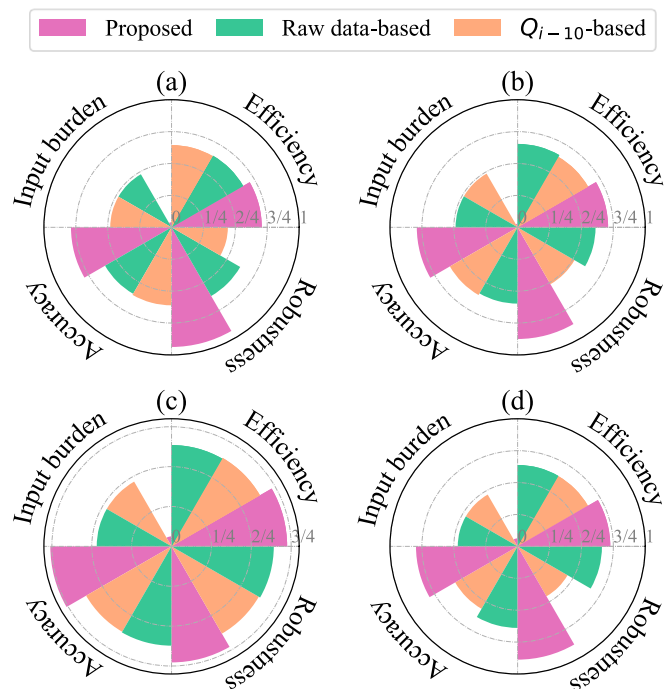 Proposed Raw data-based Q_{i−10}-based
(a) (b)
Input burden Efficiency Input burden Efficiency
0 1/4 2/4 3/4 1 0 1/4 2/4 3/4 1
Accuracy Robustness Accuracy Robustness
(c) (d)
Input burden Efficiency Input burden Efficiency
0 1/4 2/4 3/4 0 1/4 2/4 3/4 1
Accuracy Robustness Accuracy Robustness